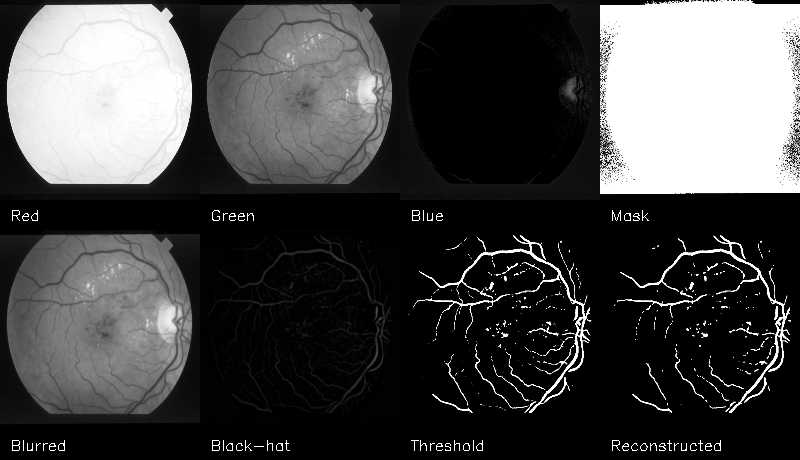 Red
Green
Blue
Mask
Blurred
Black-hat
Threshold
Reconstructed